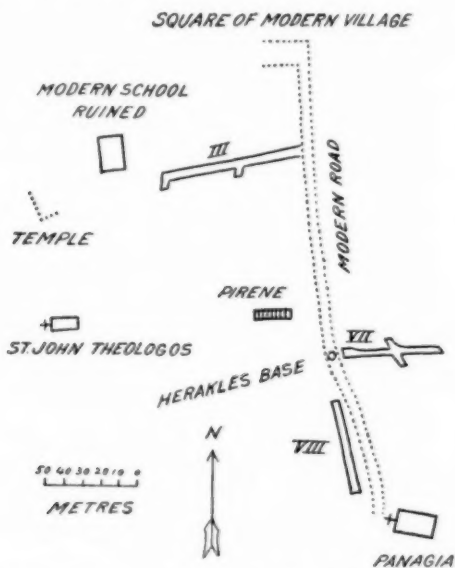 SQUARE OF MODERN VILLAGE
MODERN SCHOOL
RUINED
III
MODERN ROAD
TEMPLE
PIRENE
ST. JOHN THEOLOGOS
VII
HERAKLES BASE
VIII
N
50 40 30 20 10 0
METRES
PANAGIA